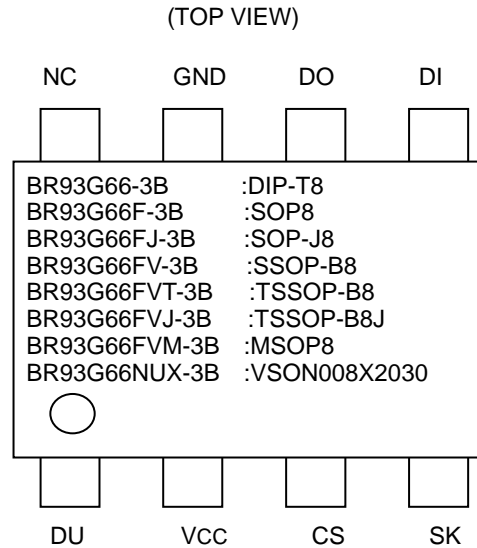 (TOP VIEW)
NC GND DO DI
BR93G66-3B :DIP-T8
BR93G66F-3B :SOP8
BR93G66FJ-3B :SOP-J8
BR93G66FV-3B :SSOP-B8
BR93G66FVT-3B :TSSOP-B8
BR93G66FVJ-3B :TSSOP-B8J
BR93G66FVM-3B :MSOP8
BR93G66NUX-3B :VSON008X2030
DU VCC CS SK